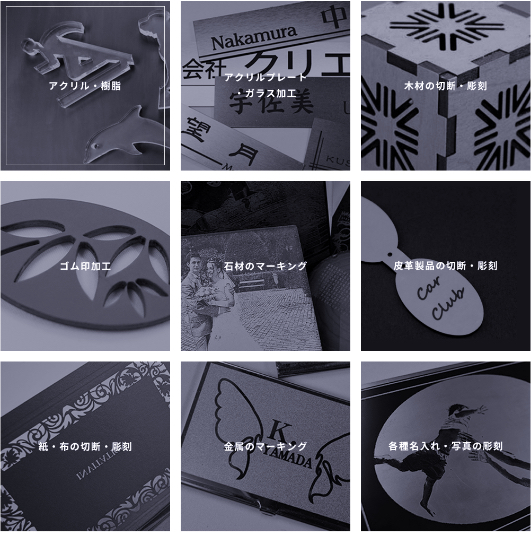 アクリル・樹脂
Nakamura 中
会社 クリエ
アクリルプレート
・ガラス加工
宇佐美
望月
木材の切断・彫刻
ゴム印加工
石材のマーキング
皮革製品の切断・彫刻
Car
Club
紙・布の切断・彫刻
INVITATI
金属のマーキング
K
YAMADA
各種名入れ・写真の彫刻